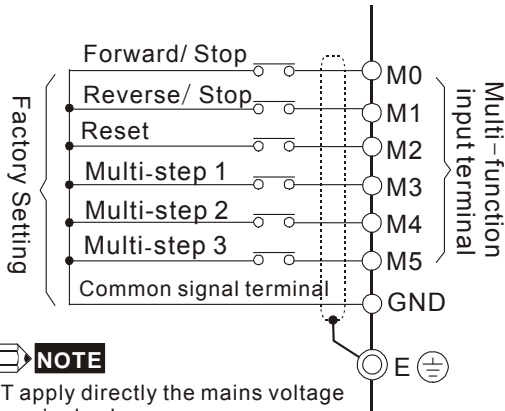 Forward/ Stop
M0
Reverse/ Stop
M1
Reset
M2
Multi-step 1
M3
Multi-step 2
M4
Multi-step 3
M5
Common signal terminal
GND
Factory Setting
Multi-function
input terminal
E
NOTE
T apply directly the mains voltage